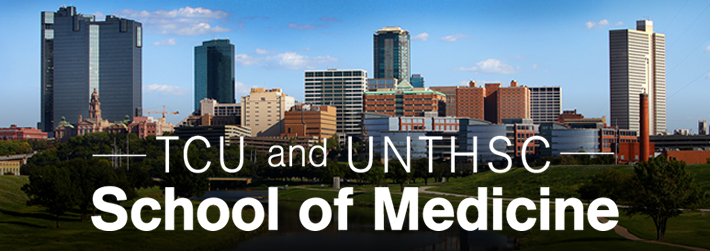 TCU and UNTHSC
School of Medicine